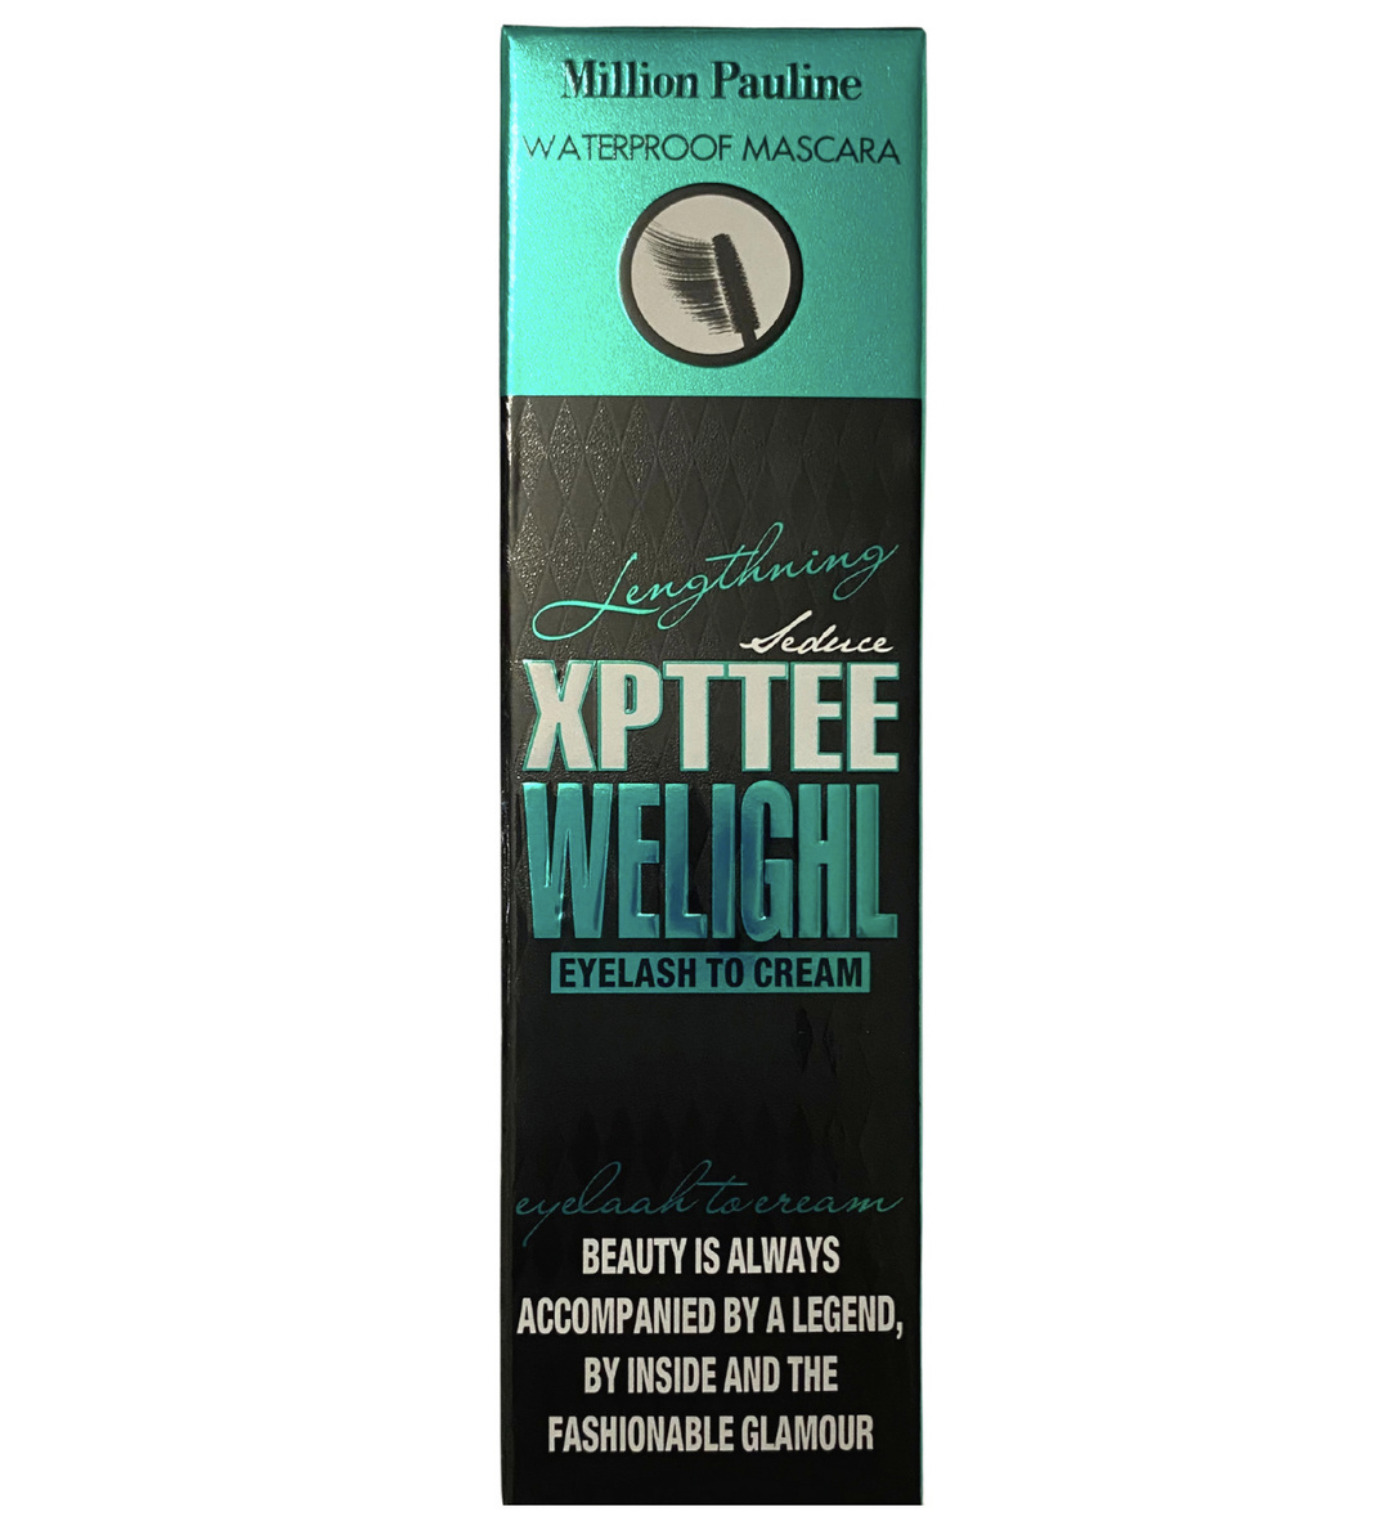 Million Pauline
WATERPROOF MASCARA
Lengthning
Seduce
XPTTEE
WELIGHL
EYELASH TO CREAM
eyelaah to eream
BEAUTY IS ALWAYS
ACCOMPANIED BY A LEGEND,
BY INSIDE AND THE
FASHIONABLE GLAMOUR